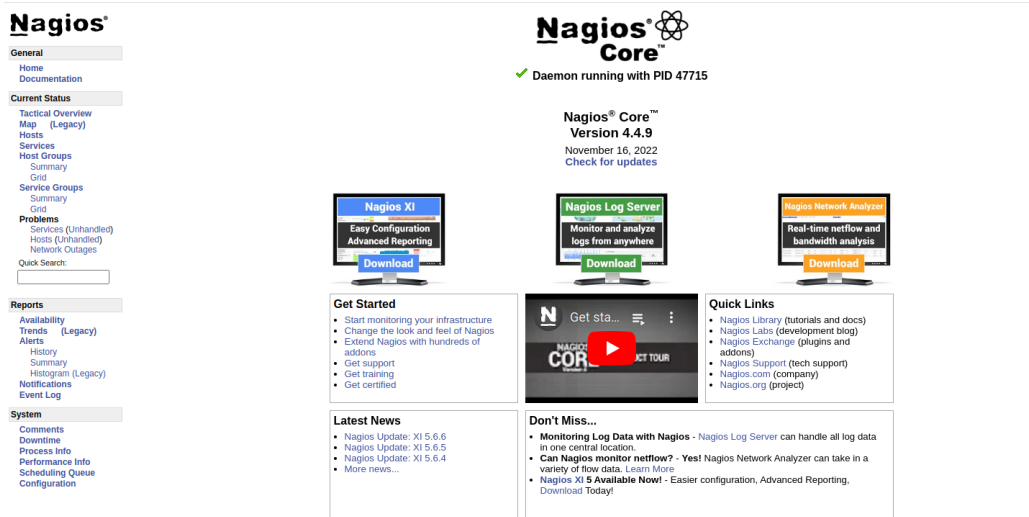 Nagios®
General
Home
Documentation
Current Status
Tactical Overview
Map (Legacy)
Hosts
Services
Host Groups
Summary
Grid
Service Groups
Summary
Grid
Problems
Services (Unhandled)
Hosts (Unhandled)
Network Outages
Quick Search:
Reports
Availability
Trends (Legacy)
Alerts
History
Summary
Histogram (Legacy)
Notifications
Event Log
System
Comments
Downtime
Process Info
Performance Info
Scheduling Queue
Configuration
Nagios®
Core™
Daemon running with PID 47715
Nagios® Core™
Version 4.4.9
November 16, 2022
Check for updates
Nagios XI
Easy Configuration
Advanced Reporting
Download
Nagios Log Server
Monitor and analyze
logs from anywhere
Download
Nagios Network Analyzer
Real-time netflow and
bandwidth analysis
Download
Get Started
Start monitoring your infrastructure
Change the look and feel of Nagios
Extend Nagios with hundreds of
addons
Get support
Get training
Get certified
N
Get sta...
NAGIOS
CORE
UCT TOUR
Quick Links
Nagios Library (tutorials and docs)
Nagios Labs (development blog)
Nagios Exchange (plugins and
addons)
Nagios Support (tech support)
Nagios.com (company)
Nagios.org (project)
Latest News
Nagios Update: XI 5.6.6
Nagios Update: XI 5.6.5
Nagios Update: XI 5.6.4
More news...
Don't Miss...
Monitoring Log Data with Nagios - Nagios Log Server can handle all log data
in one central location.
Can Nagios monitor netflow? - Yes! Nagios Network Analyzer can take in a
variety of flow data. Learn More
Nagios XI 5 Available Now! - Easier configuration, Advanced Reporting,
Download Today!